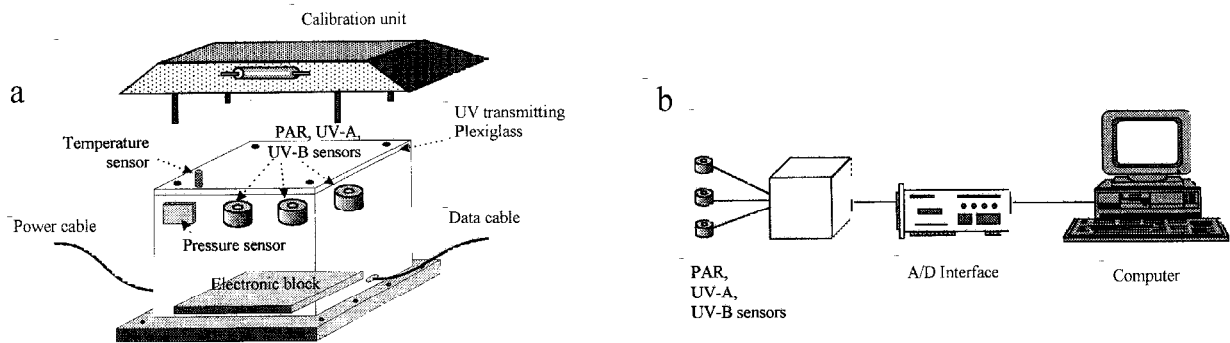 Calibration unit
a
UV transmitting
Plexiglass
PAR, UV-A,
UV-B sensors
Temperature
sensor
Power cable
Pressure sensor
Data cable
Electronic block
b
PAR,
UV-A,
UV-B sensors
A/D Interface
Computer